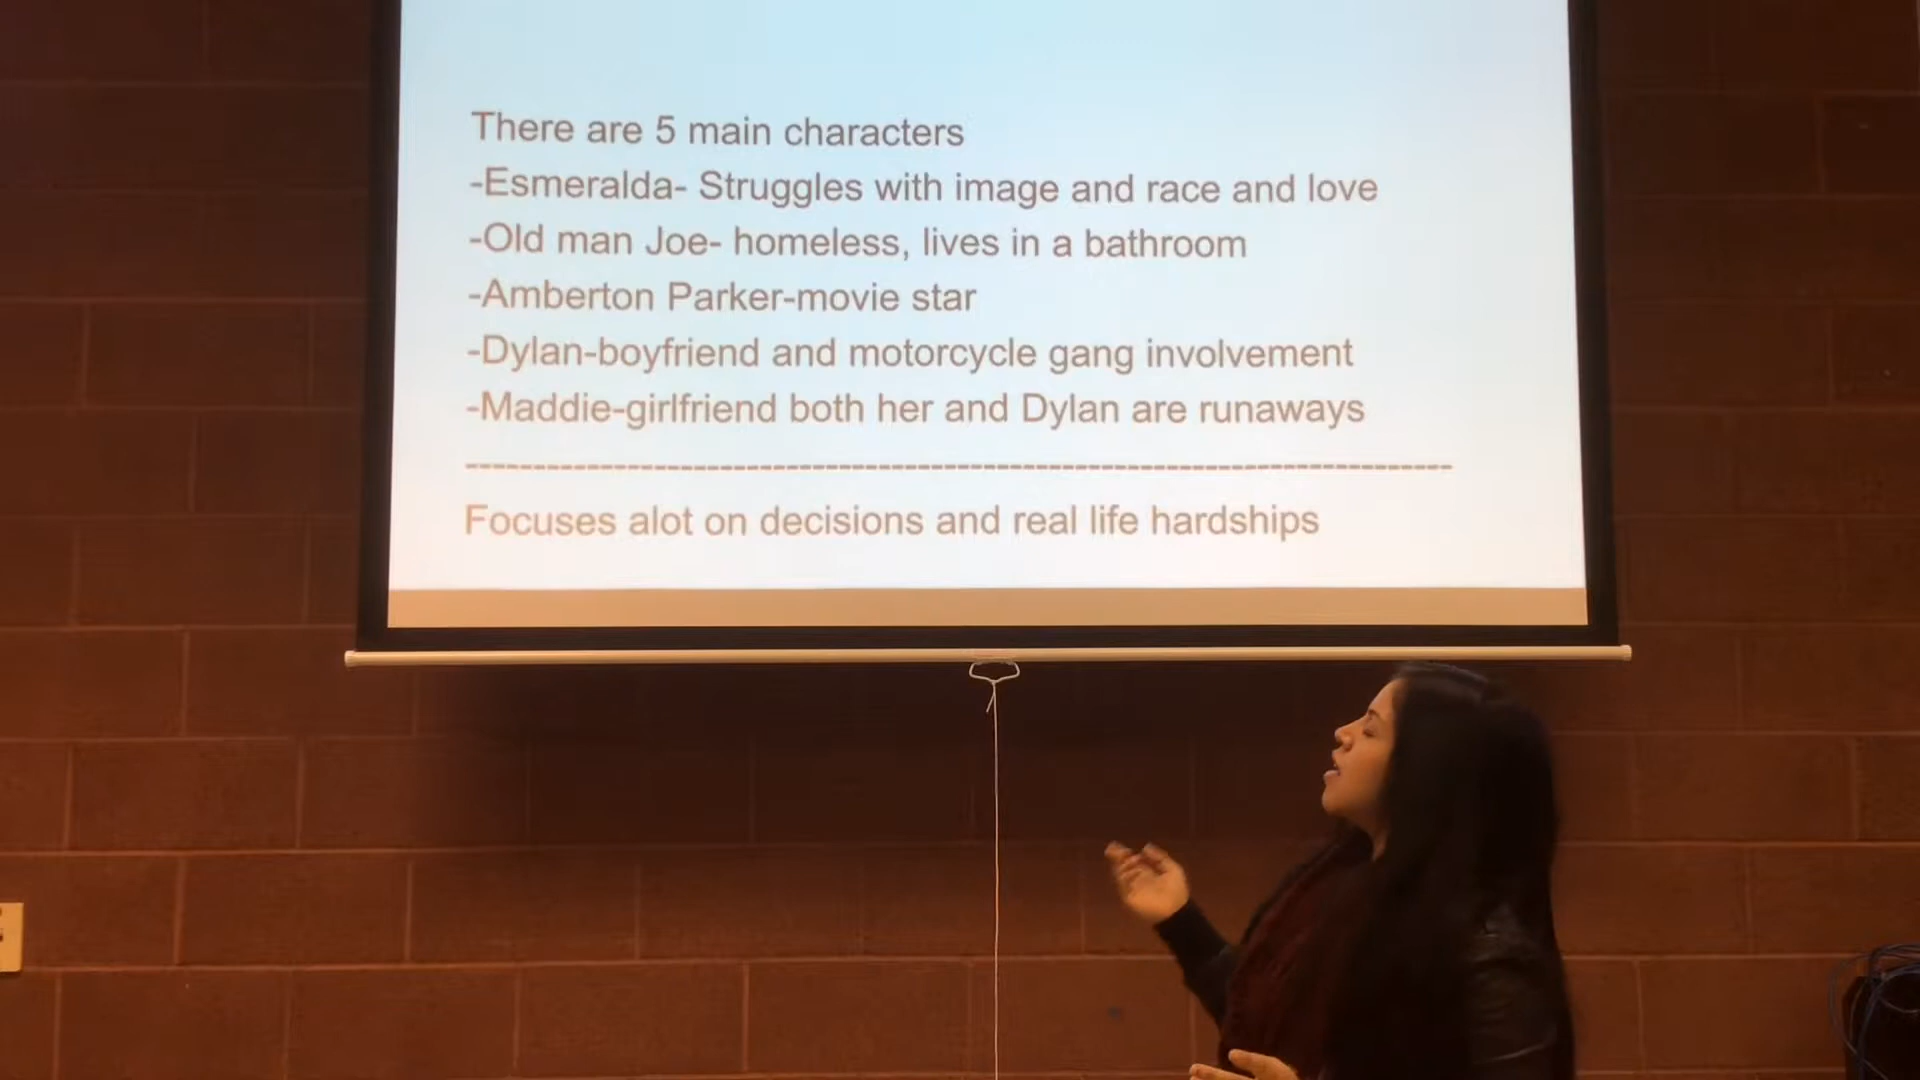 There are 5 main characters
-Esmeralda- Struggles with image and race and love
-Old man Joe- homeless, lives in a bathroom
-Amberton Parker-movie star
-Dylan-boyfriend and motorcycle gang involvement
-Maddie-girlfriend both her and Dylan are runaways
--------------------------------------------------------------------------
Focuses alot on decisions and real life hardships